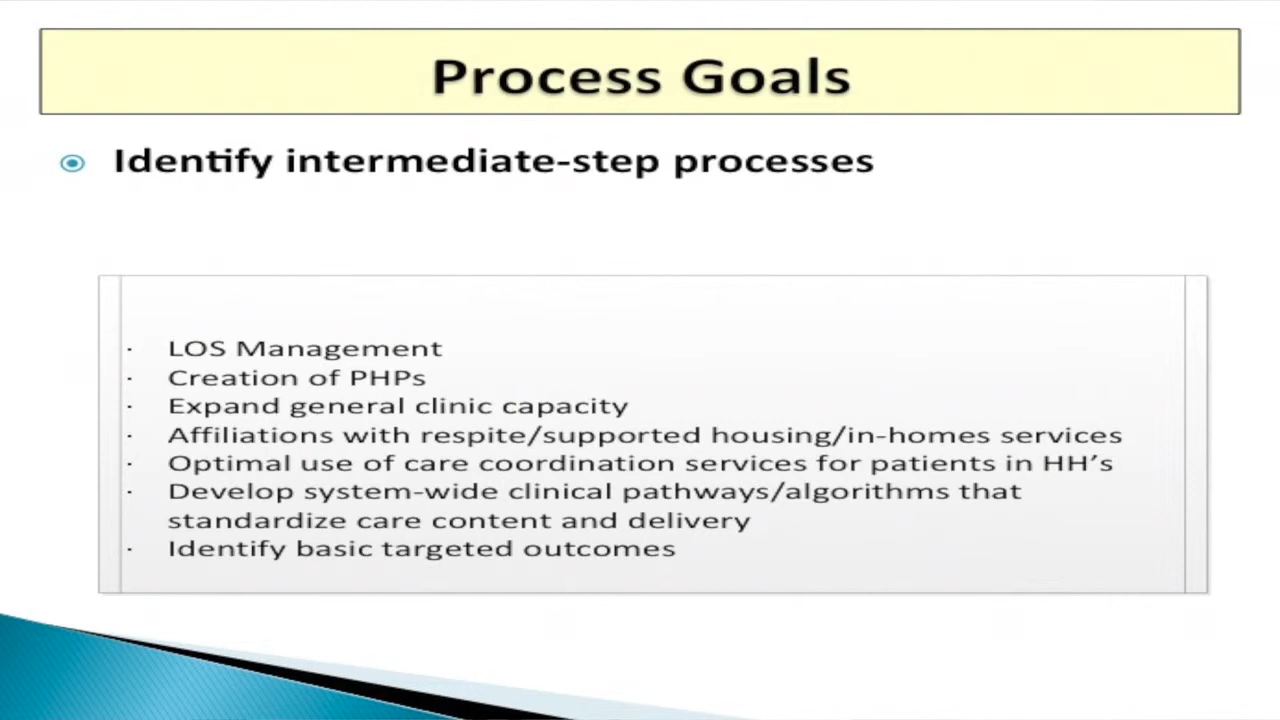 Process Goals
Identify intermediate-step processes
· LOS Management
· Creation of PHPs
· Expand general clinic capacity
· Affiliations with respite/supported housing/in-homes services
· Optimal use of care coordination services for patients in HH’s
· Develop system-wide clinical pathways/algorithms that
standardize care content and delivery
· Identify basic targeted outcomes